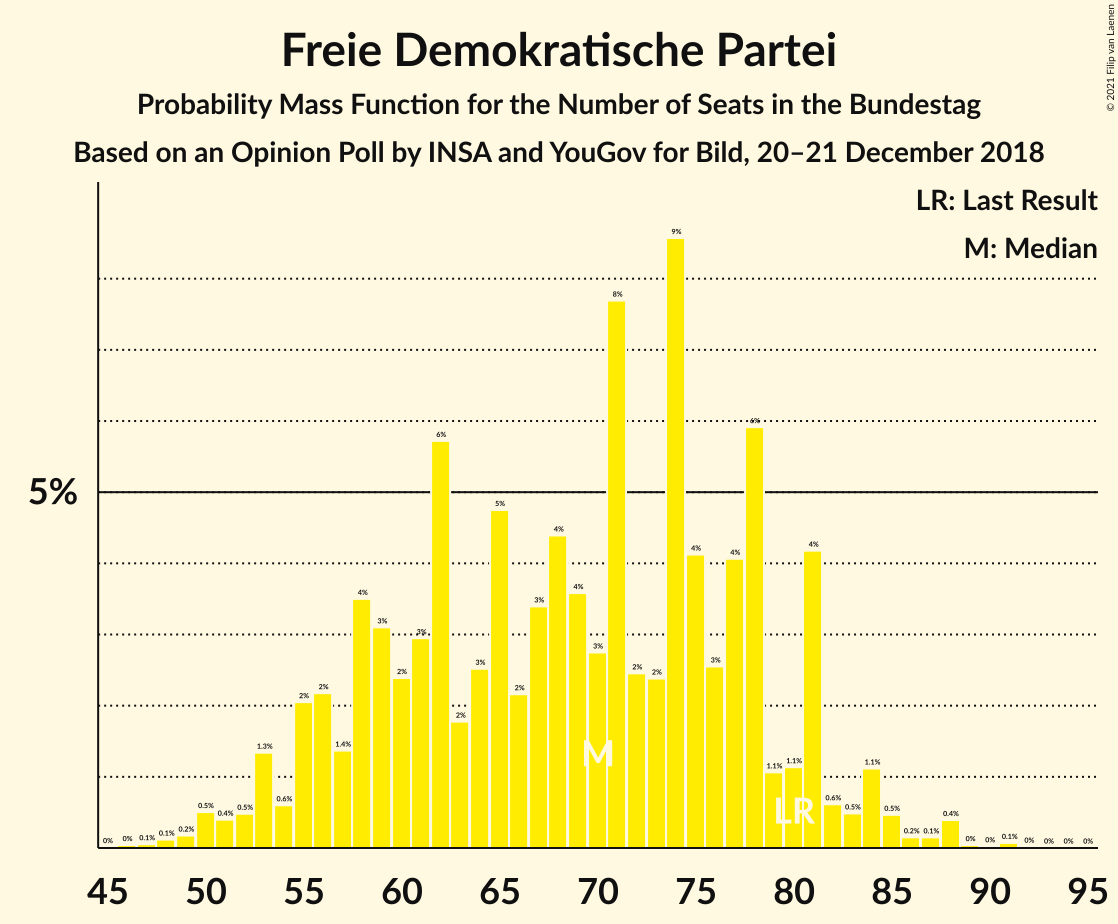 © 2021 Filip van Laenen
Freie Demokratische Partei
Probability Mass Function for the Number of Seats in the Bundestag
Based on an Opinion Poll by INSA and YouGov for Bild, 20–21 December 2018
LR: Last Result
M: Median
5%
0% 0% 0.1% 0.1% 0.2% 0.5% 0.4% 0.5% 1.3% 0.6% 2% 2% 1.4% 4% 3% 2% 3% 6% 2% 3% 5% 2% 3% 4% 4% 3% 8% 2% 2% 9% 4% 3% 4% 6% 1.1% 1.1% 4% 0.6% 0.5% 1.1% 0.5% 0.2% 0.1% 0.4% 0% 0% 0.1% 0% 0% 0% 0%
M
LR
45 50 55 60 65 70 75 80 85 90 95